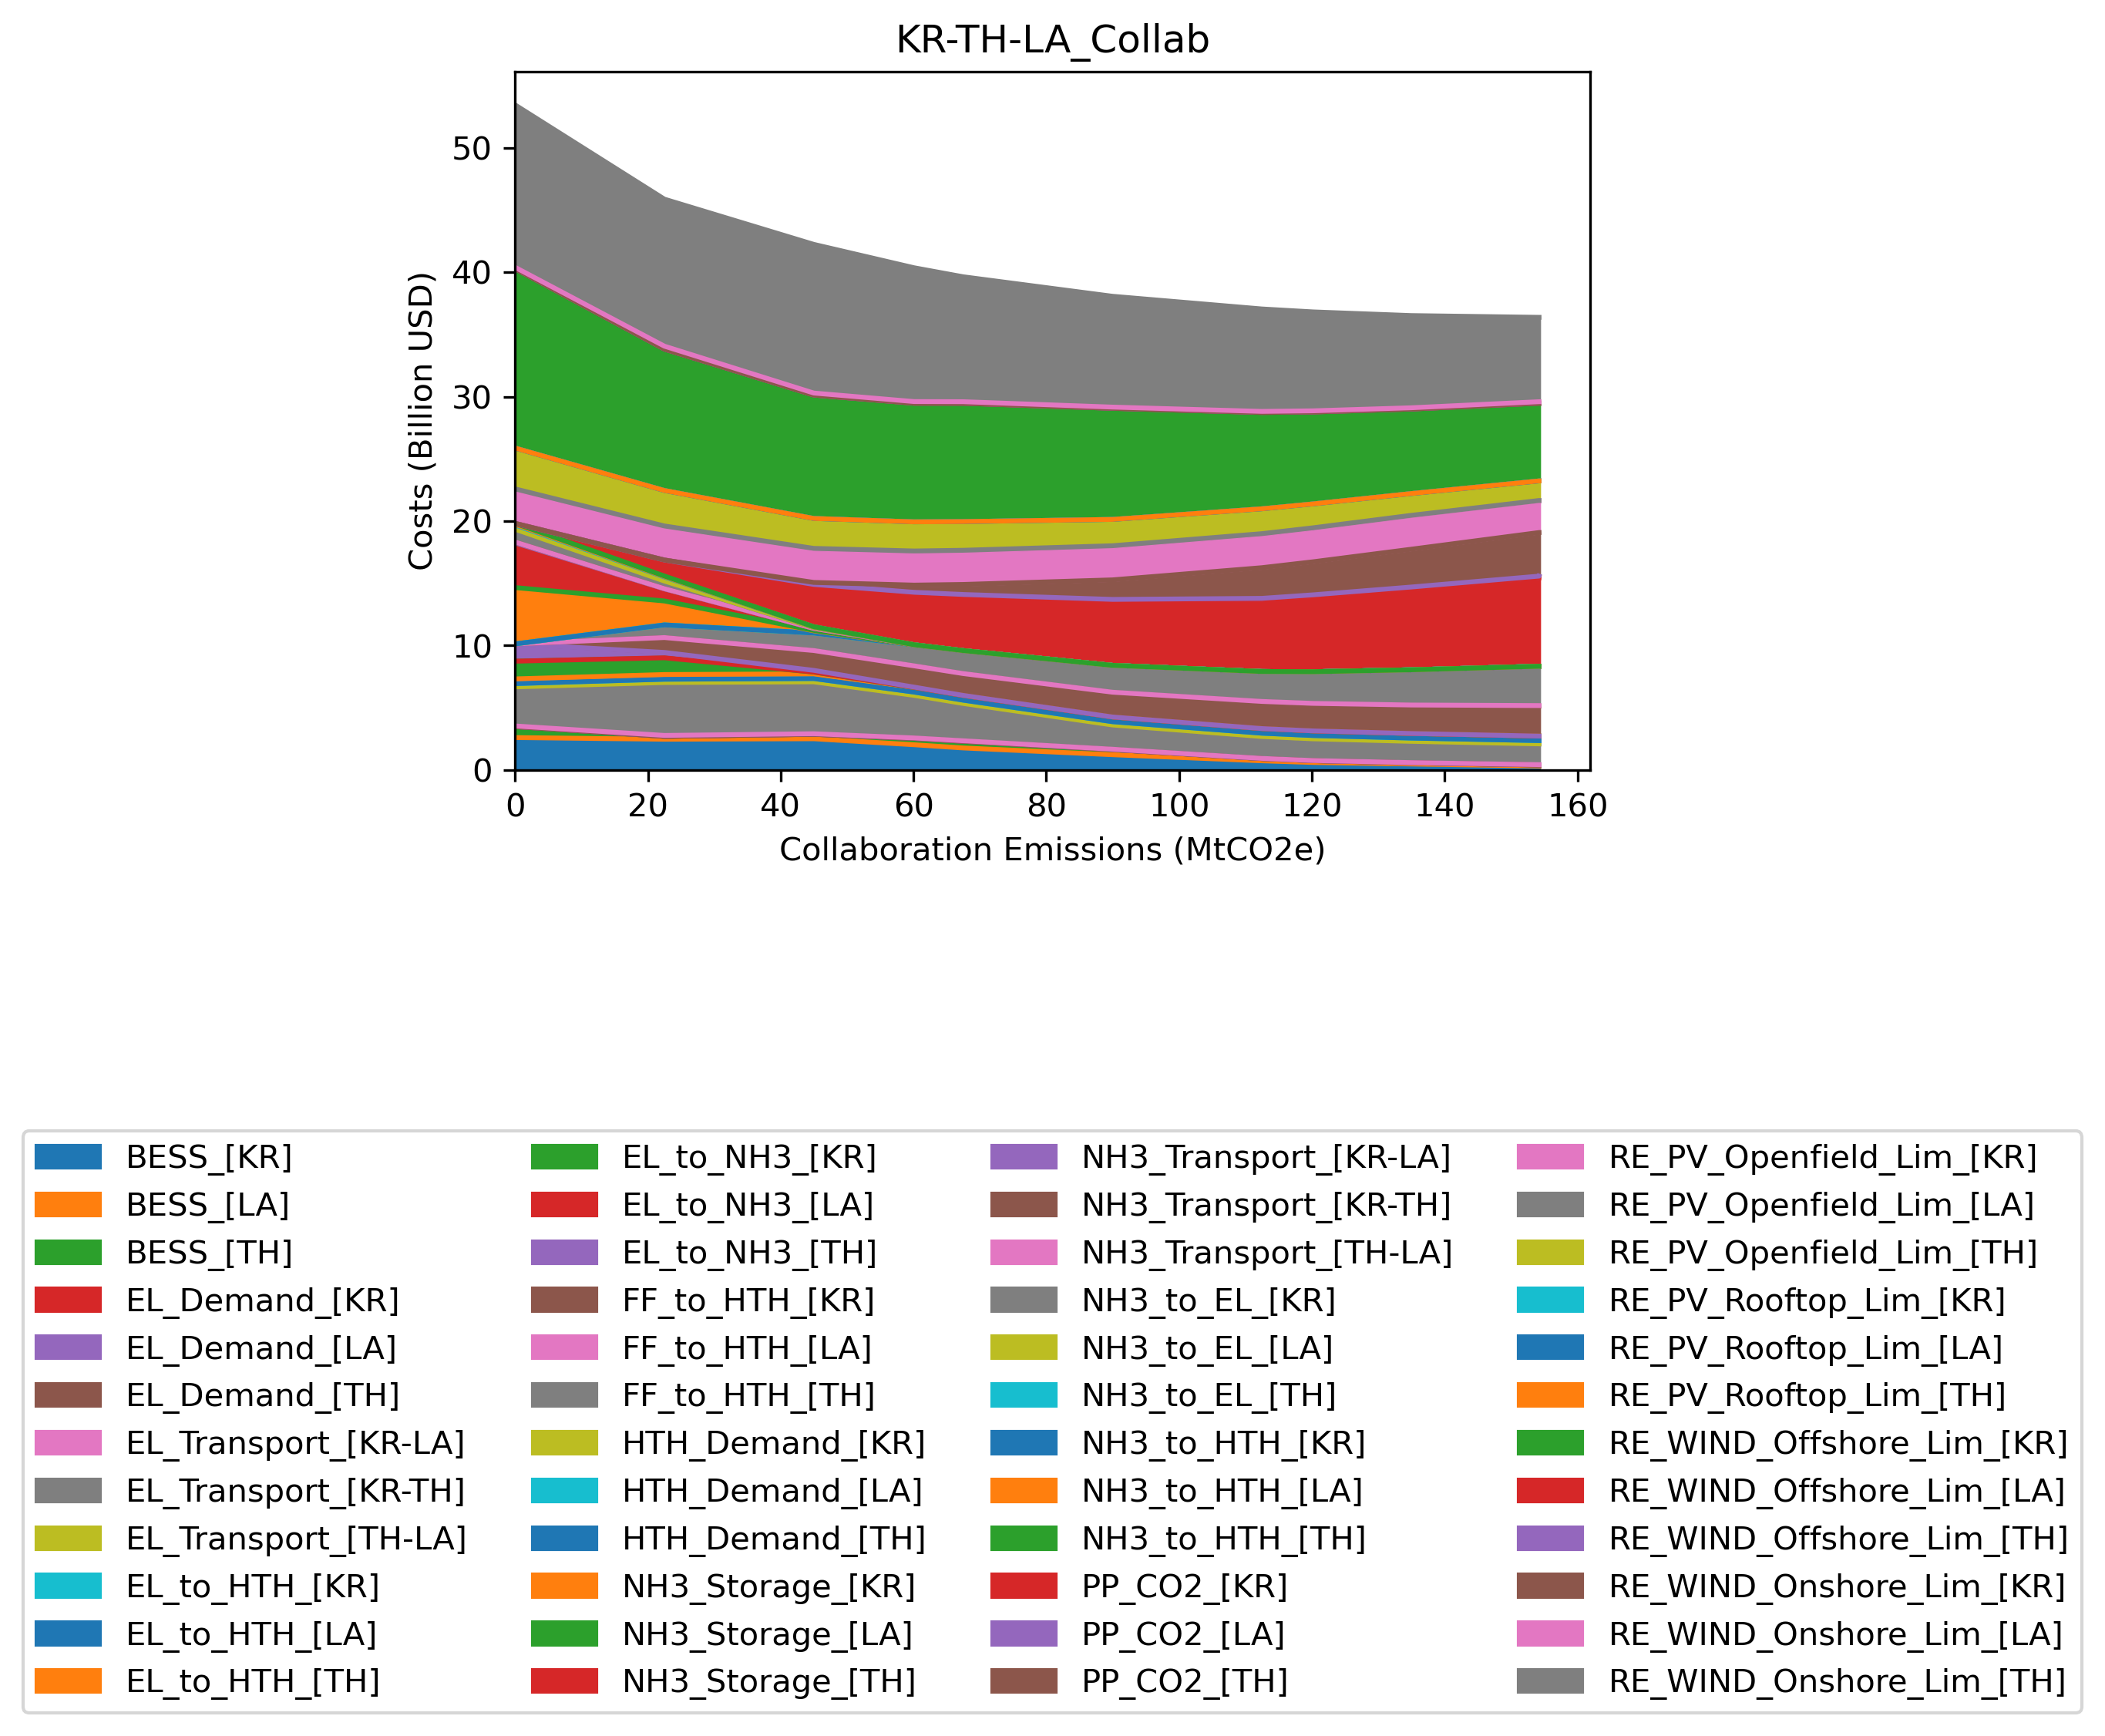 KR-TH-LA_Collab
Costs (Billion USD)
50
40
30
20
10
0
0 20 40 60 80 100 120 140 160
Collaboration Emissions (MtCO2e)
BESS_[KR]
BESS_[LA]
BESS_[TH]
EL_Demand_[KR]
EL_Demand_[LA]
EL_Demand_[TH]
EL_Transport_[KR-LA]
EL_Transport_[KR-TH]
EL_Transport_[TH-LA]
EL_to_HTH_[KR]
EL_to_HTH_[LA]
EL_to_HTH_[TH]
EL_to_NH3_[KR]
EL_to_NH3_[LA]
EL_to_NH3_[TH]
FF_to_HTH_[KR]
FF_to_HTH_[LA]
FF_to_HTH_[TH]
HTH_Demand_[KR]
HTH_Demand_[LA]
HTH_Demand_[TH]
NH3_Storage_[KR]
NH3_Storage_[LA]
NH3_Storage_[TH]
NH3_Transport_[KR-LA]
NH3_Transport_[KR-TH]
NH3_Transport_[TH-LA]
NH3_to_EL_[KR]
NH3_to_EL_[LA]
NH3_to_EL_[TH]
NH3_to_HTH_[KR]
NH3_to_HTH_[LA]
NH3_to_HTH_[TH]
PP_CO2_[KR]
PP_CO2_[LA]
PP_CO2_[TH]
RE_PV_Openfield_Lim_[KR]
RE_PV_Openfield_Lim_[LA]
RE_PV_Openfield_Lim_[TH]
RE_PV_Rooftop_Lim_[KR]
RE_PV_Rooftop_Lim_[LA]
RE_PV_Rooftop_Lim_[TH]
RE_WIND_Offshore_Lim_[KR]
RE_WIND_Offshore_Lim_[LA]
RE_WIND_Offshore_Lim_[TH]
RE_WIND_Onshore_Lim_[KR]
RE_WIND_Onshore_Lim_[LA]
RE_WIND_Onshore_Lim_[TH]